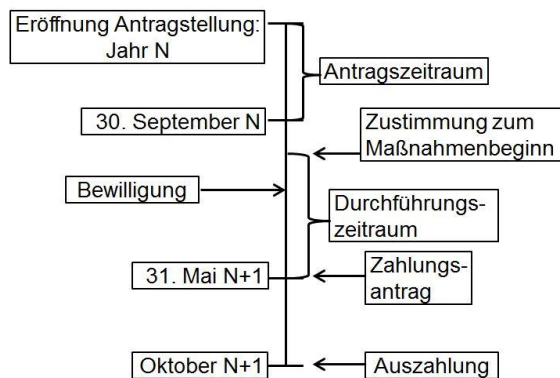 Eröffnung Antragstellung:
Jahr N
Antragszeitraum
30. September N
Zustimmung zum
Maßnahmenbeginn
Bewilligung
Durchführungs-
zeitraum
31. Mai N+1
Zahlungs-
antrag
Oktober N+1
Auszahlung